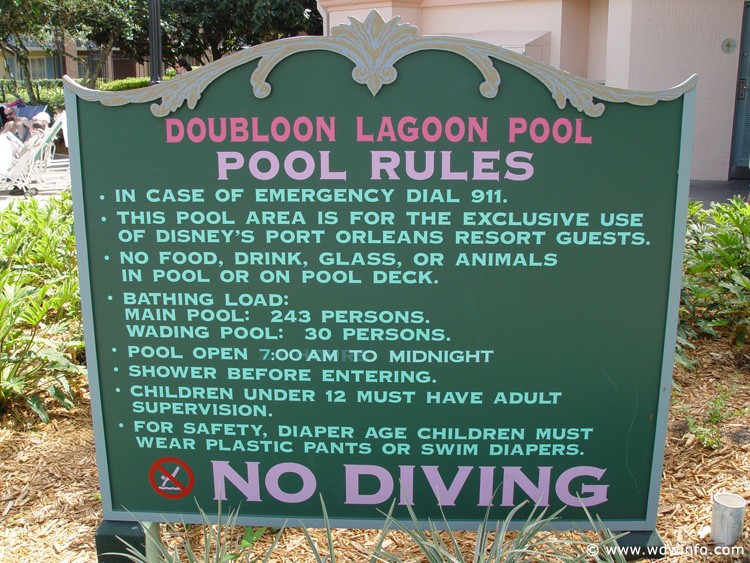 DOUBLOON LAGOON POOL
POOL RULES
• IN CASE OF EMERGENCY DIAL 911.
• THIS POOL AREA IS FOR THE EXCLUSIVE USE
OF DISNEY'S PORT ORLEANS RESORT GUESTS.
• NO FOOD, DRINK, GLASS, OR ANIMALS
IN POOL OR ON POOL DECK.
• BATHING LOAD:
MAIN POOL: 243 PERSONS.
WADING POOL: 30 PERSONS.
• POOL OPEN 7:00 AM TO MIDNIGHT
• SHOWER BEFORE ENTERING.
• CHILDREN UNDER 12 MUST HAVE ADULT
SUPERVISION.
• FOR SAFETY, DIAPER AGE CHILDREN MUST
WEAR PLASTIC PANTS OR SWIM DIAPERS.
NO DIVING
© www.wdwinfo.com